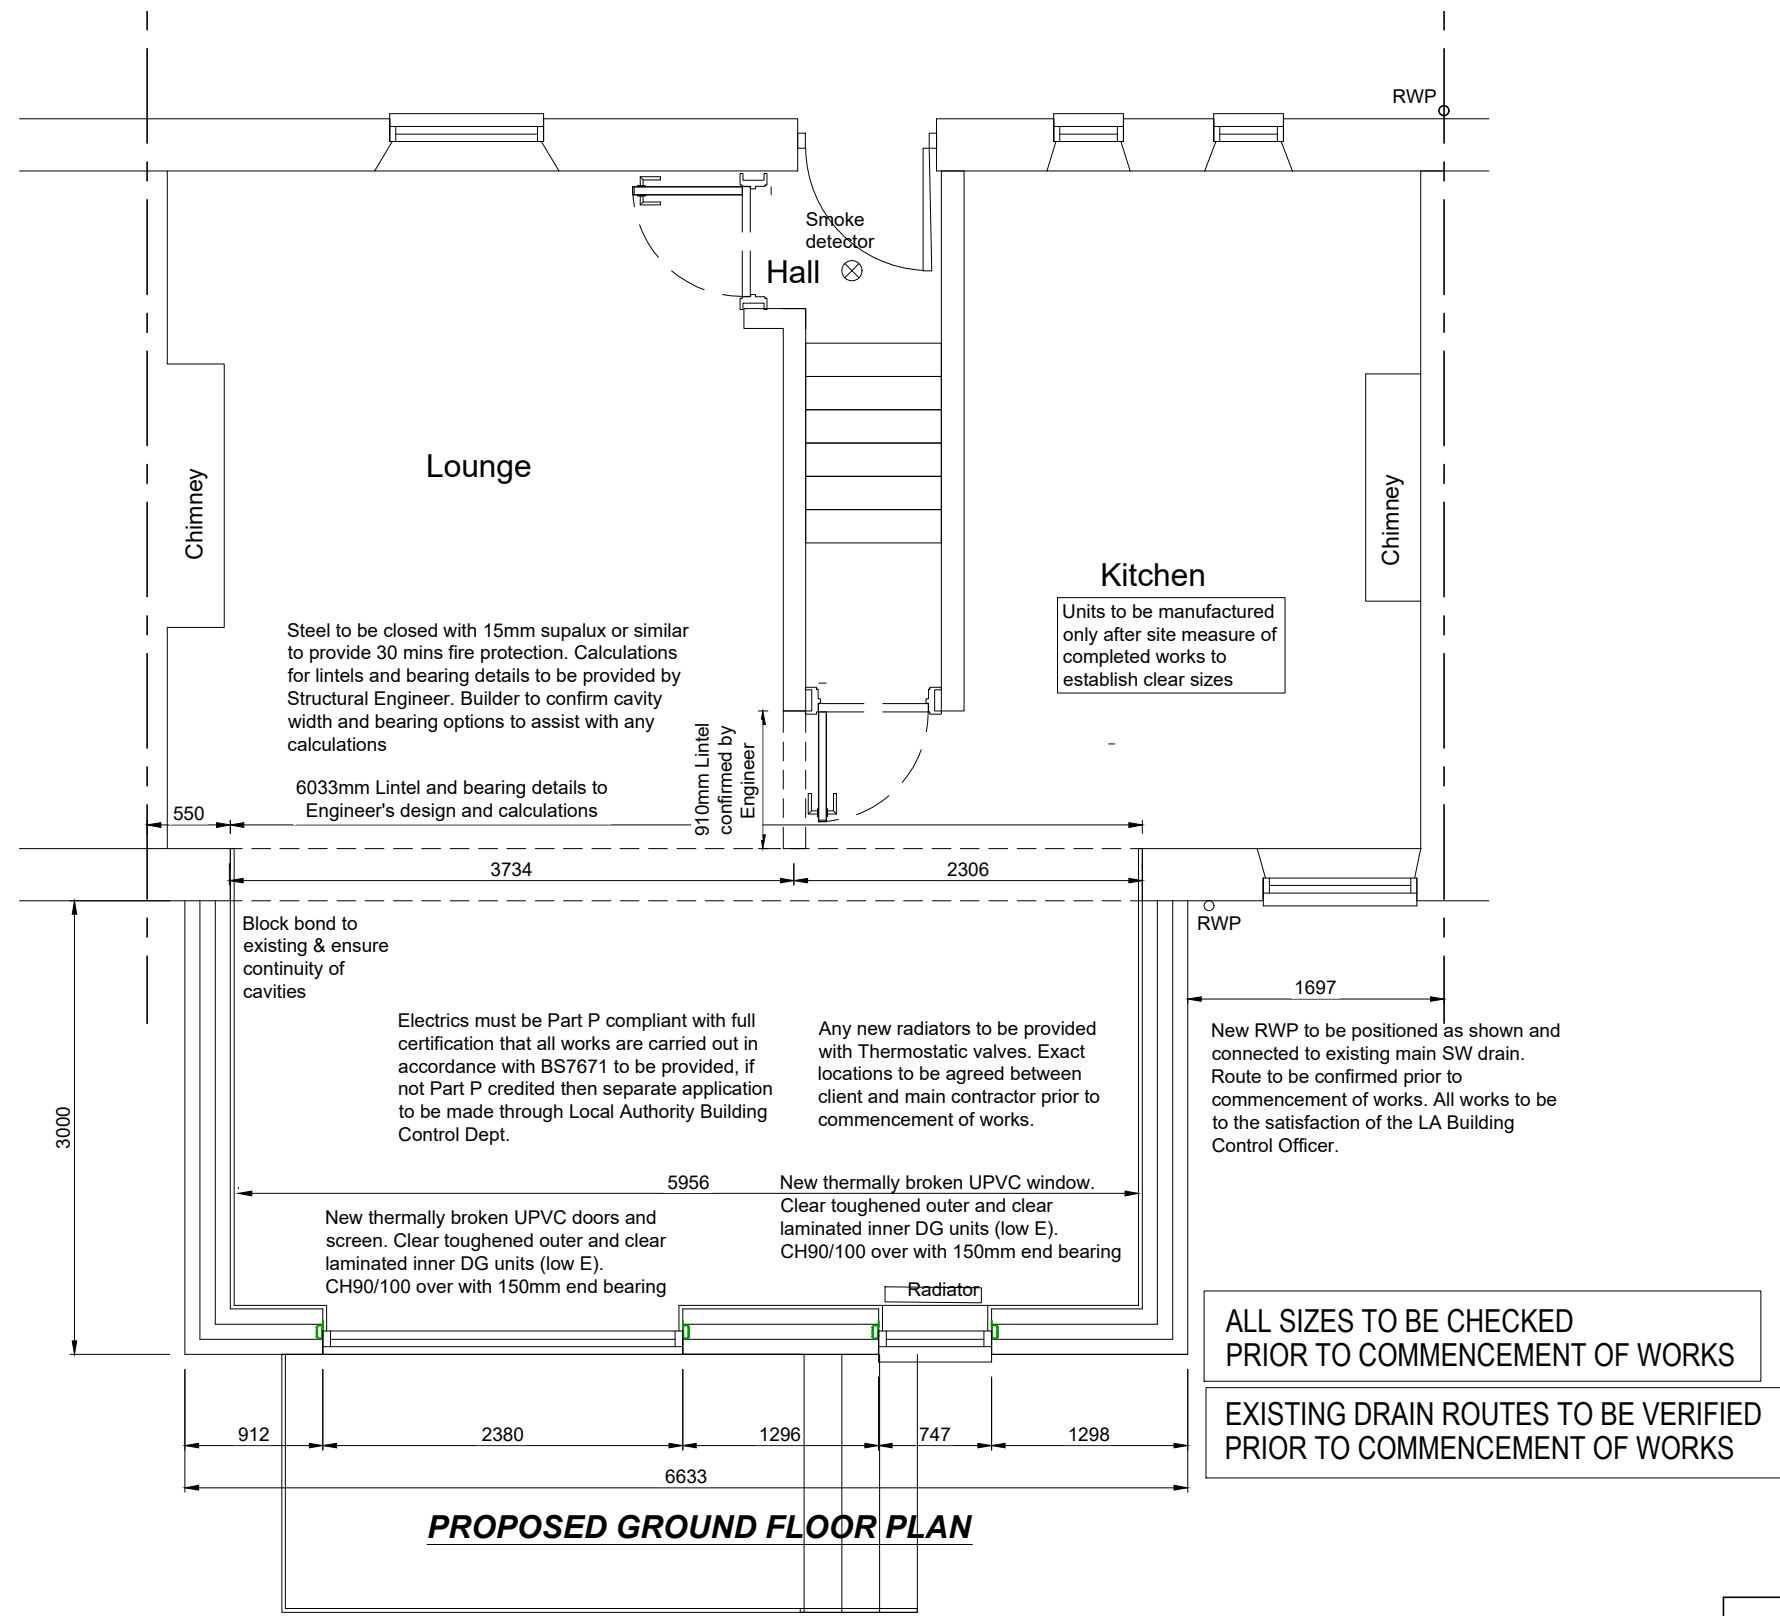 RWP
Smoke
detector
Hall
Lounge
Chimney
Chimney
Kitchen
Units to be manufactured
only after site measure of
completed works to
establish clear sizes
Steel to be closed with 15mm supalux or similar
to provide 30 mins fire protection. Calculations
for lintels and bearing details to be provided by
Structural Engineer. Builder to confirm cavity
width and bearing options to assist with any
calculations
910mm Lintel
confirmed by
Engineer
6033mm Lintel and bearing details to
Engineer's design and calculations
550
3734
2306
Block bond to
existing & ensure
continuity of
cavities
RWP
1697
Electrics must be Part P compliant with full
certification that all works are carried out in
accordance with BS7671 to be provided, if
not Part P credited then separate application
to be made through Local Authority Building
Control Dept.
Any new radiators to be provided
with Thermostatic valves. Exact
locations to be agreed between
client and main contractor prior to
commencement of works.
New RWP to be positioned as shown and
connected to existing main SW drain.
Route to be confirmed prior to
commencement of works. All works to be
to the satisfaction of the LA Building
Control Officer.
3000
5956
New thermally broken UPVC doors and
screen. Clear toughened outer and clear
laminated inner DG units (low E).
CH90/100 over with 150mm end bearing
New thermally broken UPVC window.
Clear toughened outer and clear
laminated inner DG units (low E).
CH90/100 over with 150mm end bearing
Radiator
ALL SIZES TO BE CHECKED
PRIOR TO COMMENCEMENT OF WORKS
EXISTING DRAIN ROUTES TO BE VERIFIED
PRIOR TO COMMENCEMENT OF WORKS
912
2380
1296
747
1298
6633
PROPOSED GROUND FLOOR PLAN